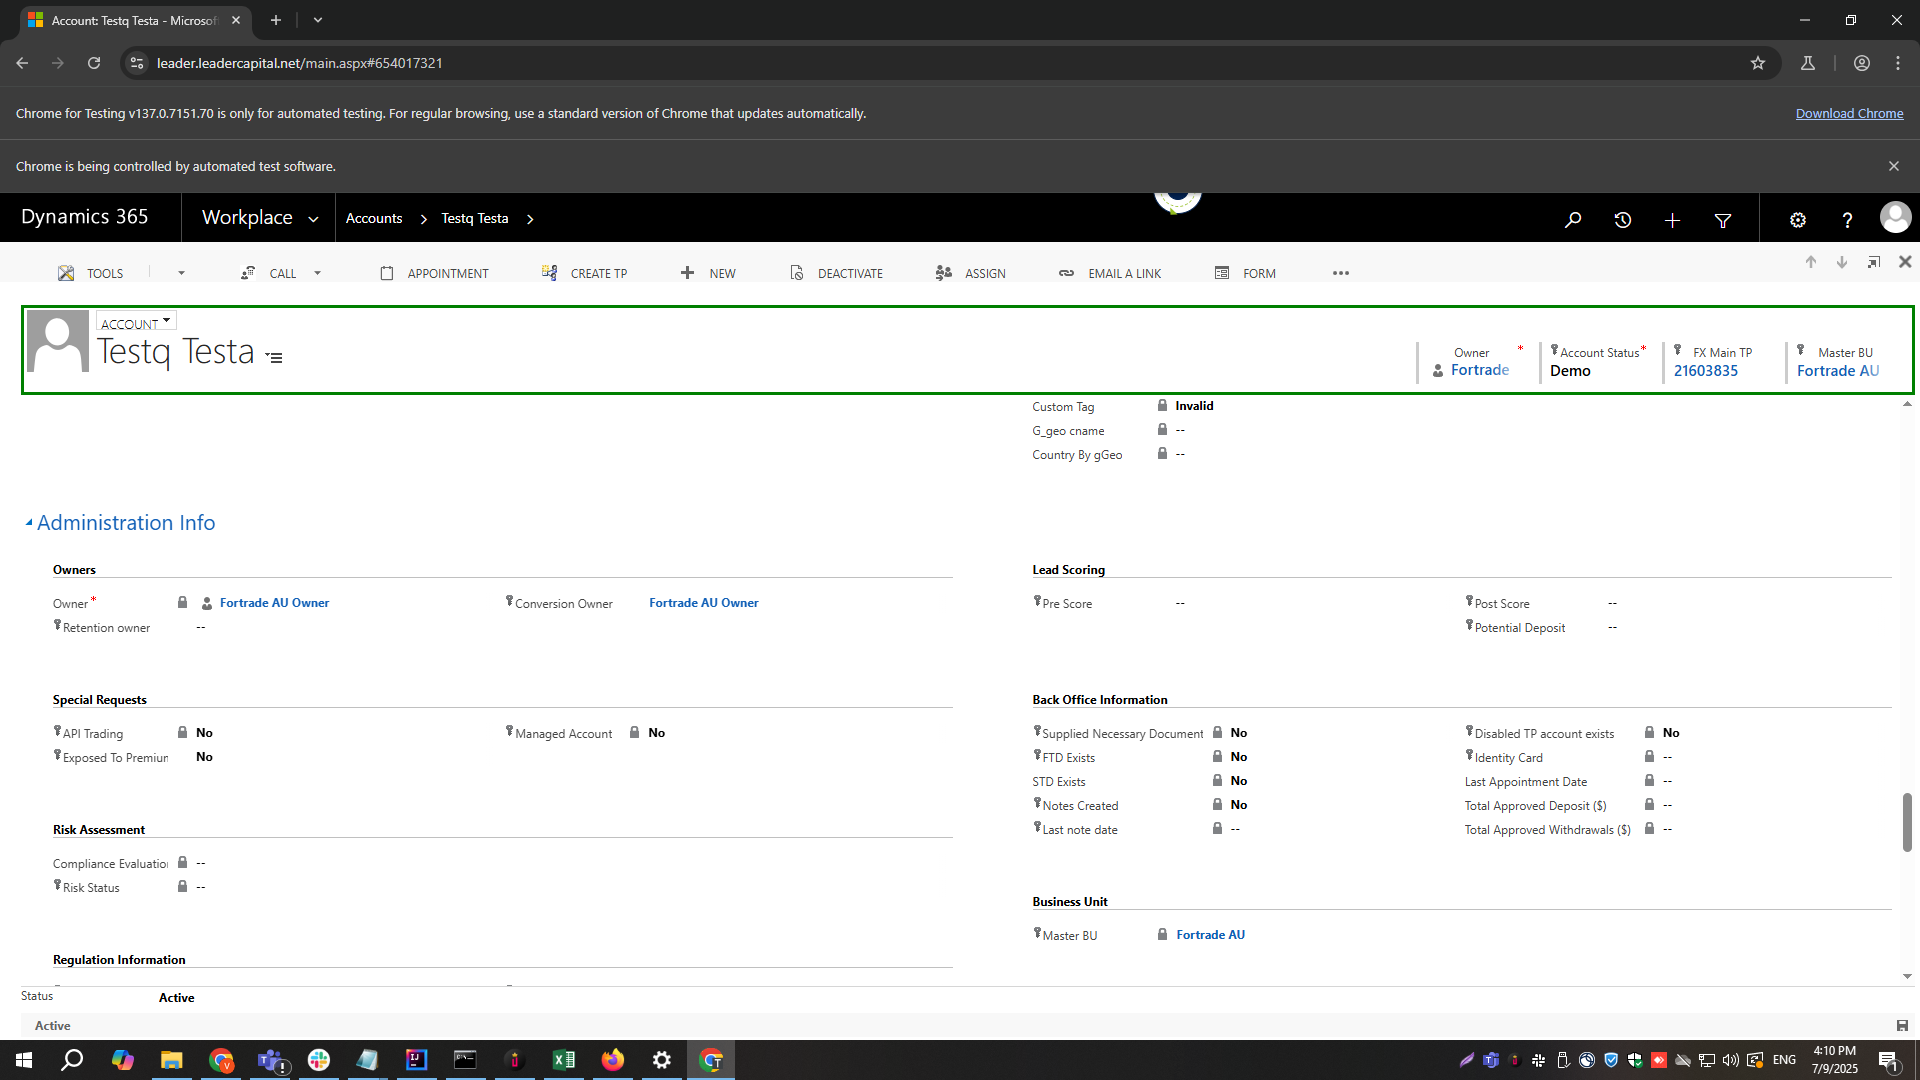 Account: Testq Testa - Microsof
leader.leadercapital.net/main.aspx#654017321
Chrome for Testing v137.0.7151.70 is only for automated testing. For regular browsing, use a standard version of Chrome that updates automatically.
Download Chrome
Chrome is being controlled by automated test software.
Dynamics 365
Workplace
Accounts
Testq Testa
TOOLS
CALL
APPOINTMENT
CREATE TP
NEW
DEACTIVATE
ASSIGN
EMAIL A LINK
FORM
ACCOUNT
Testq Testa
Owner *
Fortrade
Account Status *
Demo
FX Main TP
21603835
Master BU
Fortrade AU
Custom Tag Invalid
G_geo cname --
Country By gGeo --
Administration Info
Owners
Owner * Fortrade AU Owner
Conversion Owner Fortrade AU Owner
Retention owner --
Lead Scoring
Pre Score --
Post Score --
Potential Deposit --
Special Requests
API Trading No
Managed Account No
Exposed To Premiun No
Back Office Information
Supplied Necessary Document No
Disabled TP account exists No
FTD Exists No
Identity Card --
STD Exists No
Last Appointment Date --
Notes Created No
Total Approved Deposit ($) --
Last note date --
Total Approved Withdrawals ($) --
Risk Assessment
Compliance Evaluatio --
Risk Status --
Business Unit
Master BU Fortrade AU
Regulation Information
Status Active
Active
ENG
4:10 PM
7/9/2025
1